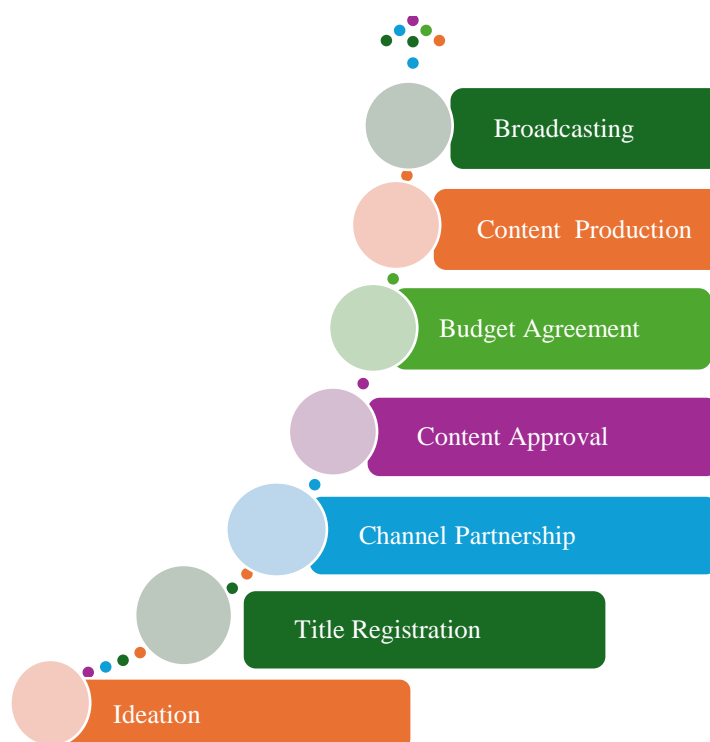 Broadcasting
Content  Production
Budget Agreement
Content Approval
Channel Partnership
Title Registration
Ideation